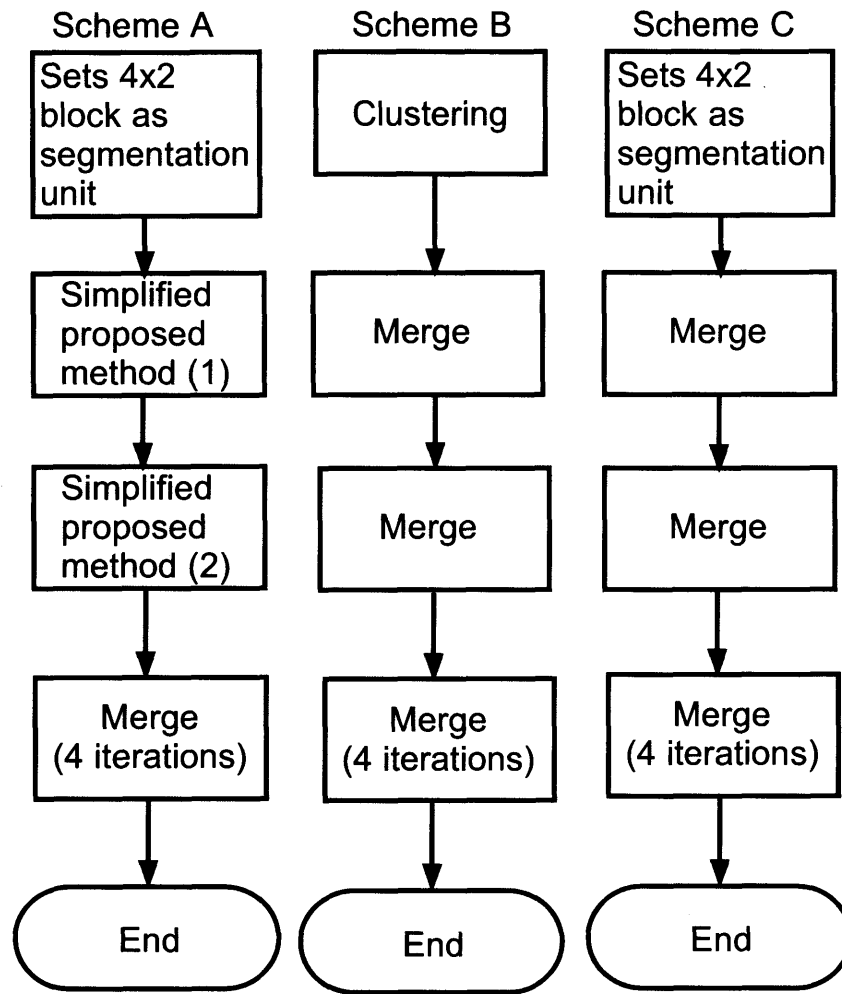 Scheme A
Sets 4x2
block as
segmentation
unit
Simplified
proposed
method (1)
Simplified
proposed
method (2)
Merge
(4 iterations)
End
Scheme B
Clustering
Merge
Merge
Merge
(4 iterations)
End
Scheme C
Sets 4x2
block as
segmentation
unit
Merge
Merge
Merge
(4 iterations)
End